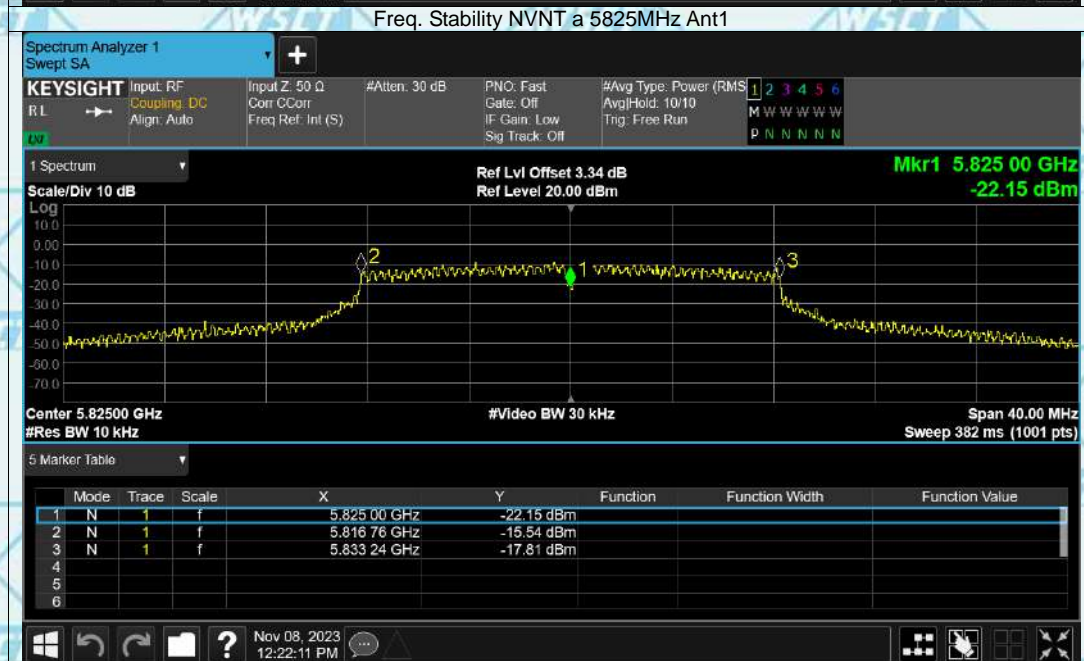 Freq. Stability NVNT a 5825MHz Ant1
Spectrum Analyzer 1
Swept SA
+
KEYSIGHT Input: RF Input Z: 50 Ω #Atten: 30 dB PNO: Fast #Avg Type: Power (RMS 1 2 3 4 5 6
R L Coupling: DC Corr CCorr Gate: Off Avg|Hold: 10/10 M W W W W W
Align: Auto Freq Ref: Int (S) IF Gain: Low Trig: Free Run
Sig Track: Off P N N N N N
LXI
1 Spectrum Ref Lvl Offset 3.34 dB Mkr1 5.825 00 GHz
Scale/Div 10 dB Ref Level 20.00 dBm -22.15 dBm
Log
10.0
0.00
-10.0
-20.0
-30.0
-40.0
-50.0
-60.0
-70.0
2
1
3
Center 5.82500 GHz #Video BW 30 kHz Span 40.00 MHz
#Res BW 10 kHz Sweep 382 ms (1001 pts)
5 Marker Table
Mode Trace Scale X Y Function Function Width Function Value
1 N 1 f 5.825 00 GHz -22.15 dBm
2 N 1 f 5.816 76 GHz -15.54 dBm
3 N 1 f 5.833 24 GHz -17.81 dBm
4
5
6
? Nov 08, 2023
12:22:11 PM